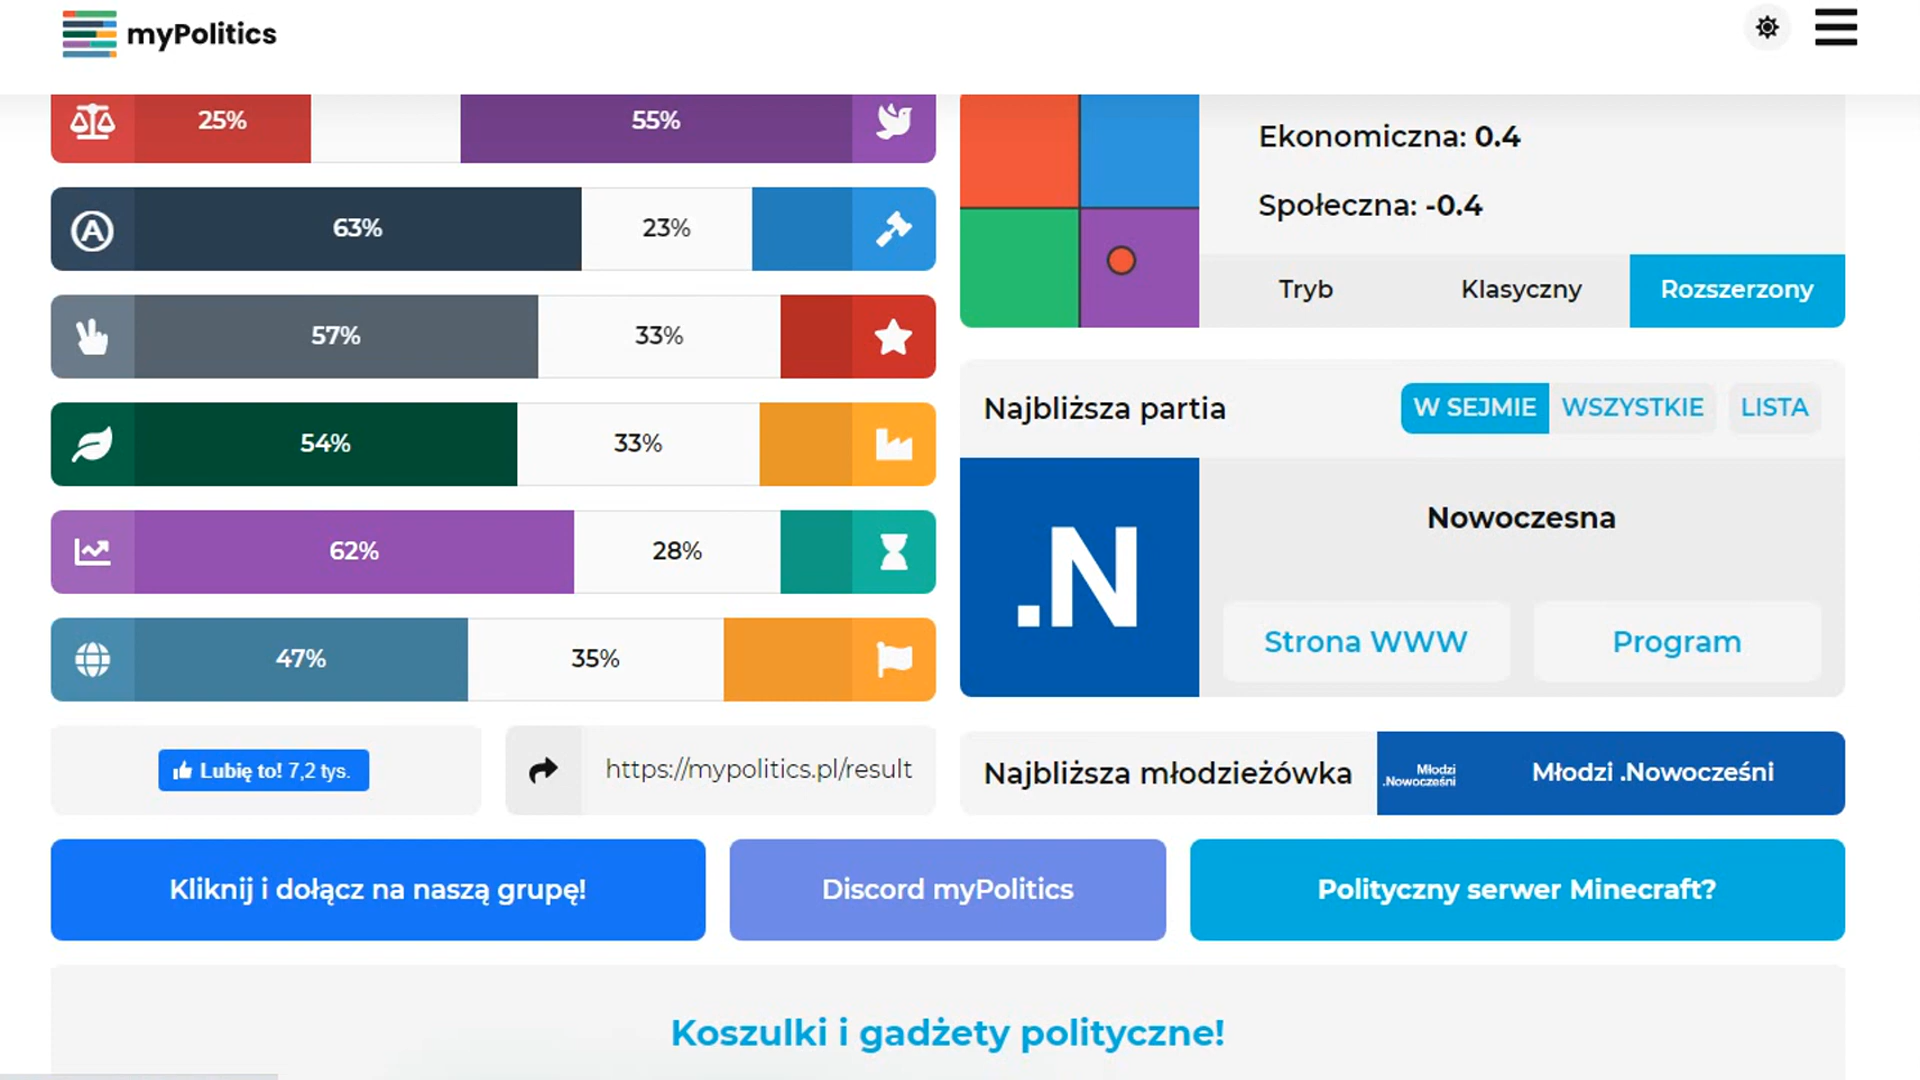 myPolitics
25%
55%
63%
23%
57%
33%
54%
33%
62%
28%
47%
35%
Lubię to! 7,2 tys.
https://mypolitics.pl/result
Ekonomiczna: 0.4
Społeczna: -0.4
Tryb
Klasyczny
Rozszerzony
Najbliższa partia
W SEJMIE
WSZYSTKIE
LISTA
.N
Nowoczesna
Strona WWW
Program
Najbliższa młodzieżówka
Młodzi
.Nowocześni
Młodzi .Nowocześni
Kliknij i dołącz na naszą grupę!
Discord myPolitics
Polityczny serwer Minecraft?
Koszulki i gadżety polityczne!